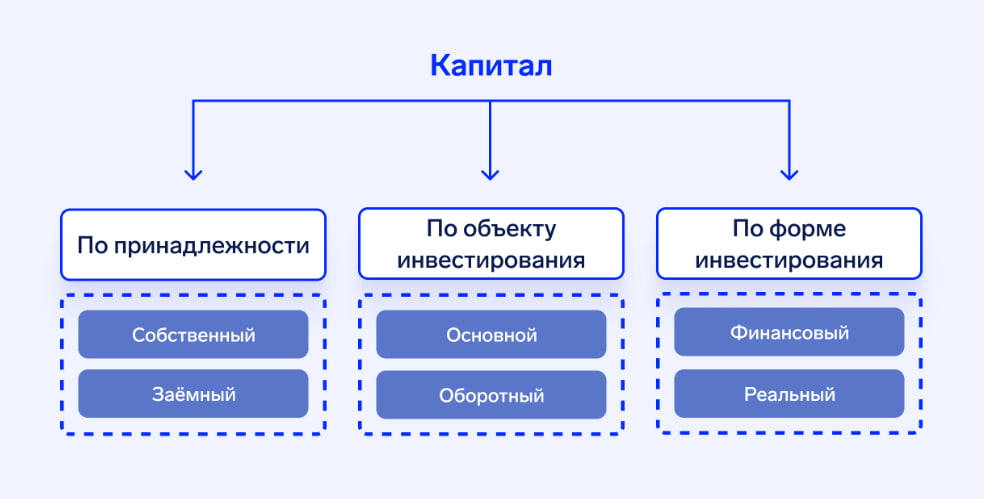 Капитал
По принадлежности
Собственный
Заёмный
По объекту
инвестирования
Основной
Оборотный
По форме
инвестирования
Финансовый
Реальный